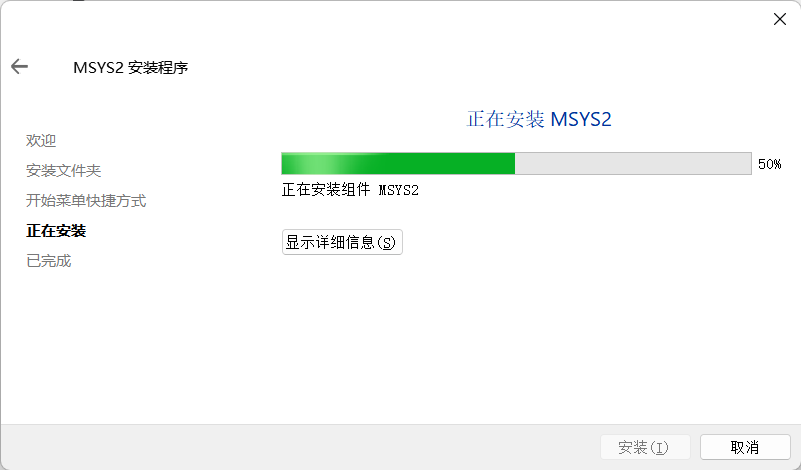 MSYS2 安装程序
正在安装 MSYS2
欢迎
安装文件夹
开始菜单快捷方式
正在安装
已完成
50%
正在安装组件 MSYS2
显示详细信息(S)
安装(I)
取消